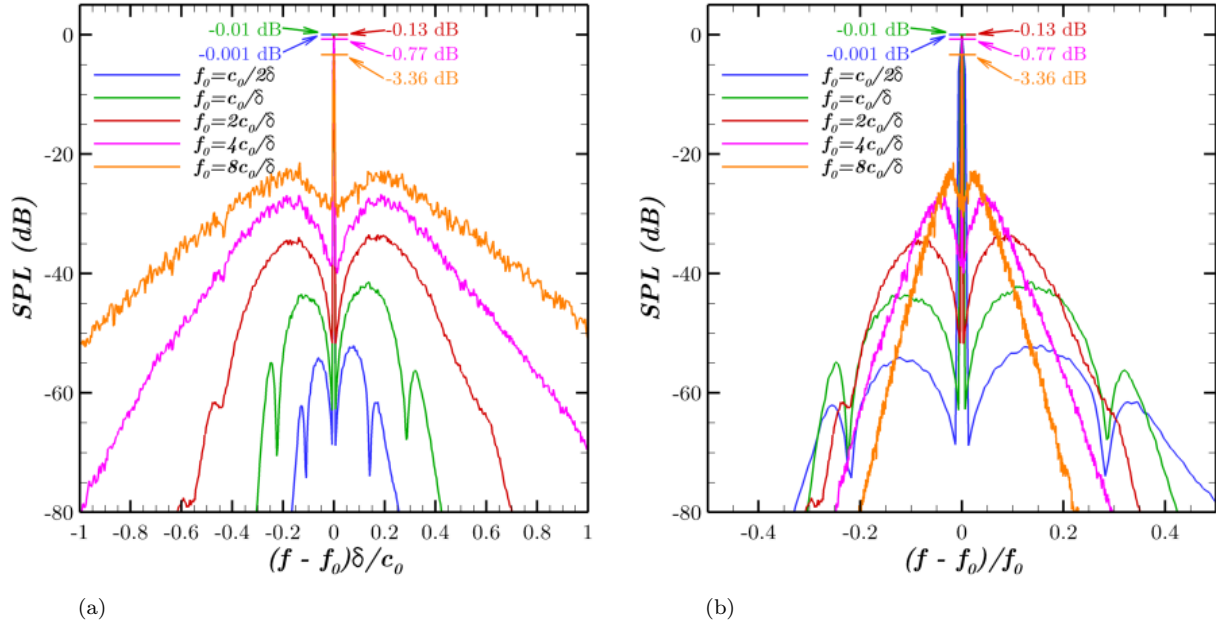 0
-0.01 dB
-0.13 dB
-0.001 dB
-0.77 dB
-3.36 dB
f₀=c₀/2δ
f₀=c₀/δ
f₀=2c₀/δ
f₀=4c₀/δ
f₀=8c₀/δ
-20
-40
-60
-80
SPL (dB)
-1 -0.8 -0.6 -0.4 -0.2 0 0.2 0.4 0.6 0.8 1
(f - f₀)δ/c₀
(a)
0
-0.01 dB
-0.13 dB
-0.001 dB
-0.77 dB
-3.36 dB
f₀=c₀/2δ
f₀=c₀/δ
f₀=2c₀/δ
f₀=4c₀/δ
f₀=8c₀/δ
-20
-40
-60
-80
SPL (dB)
-0.4 -0.2 0 0.2 0.4
(f - f₀)/f₀
(b)